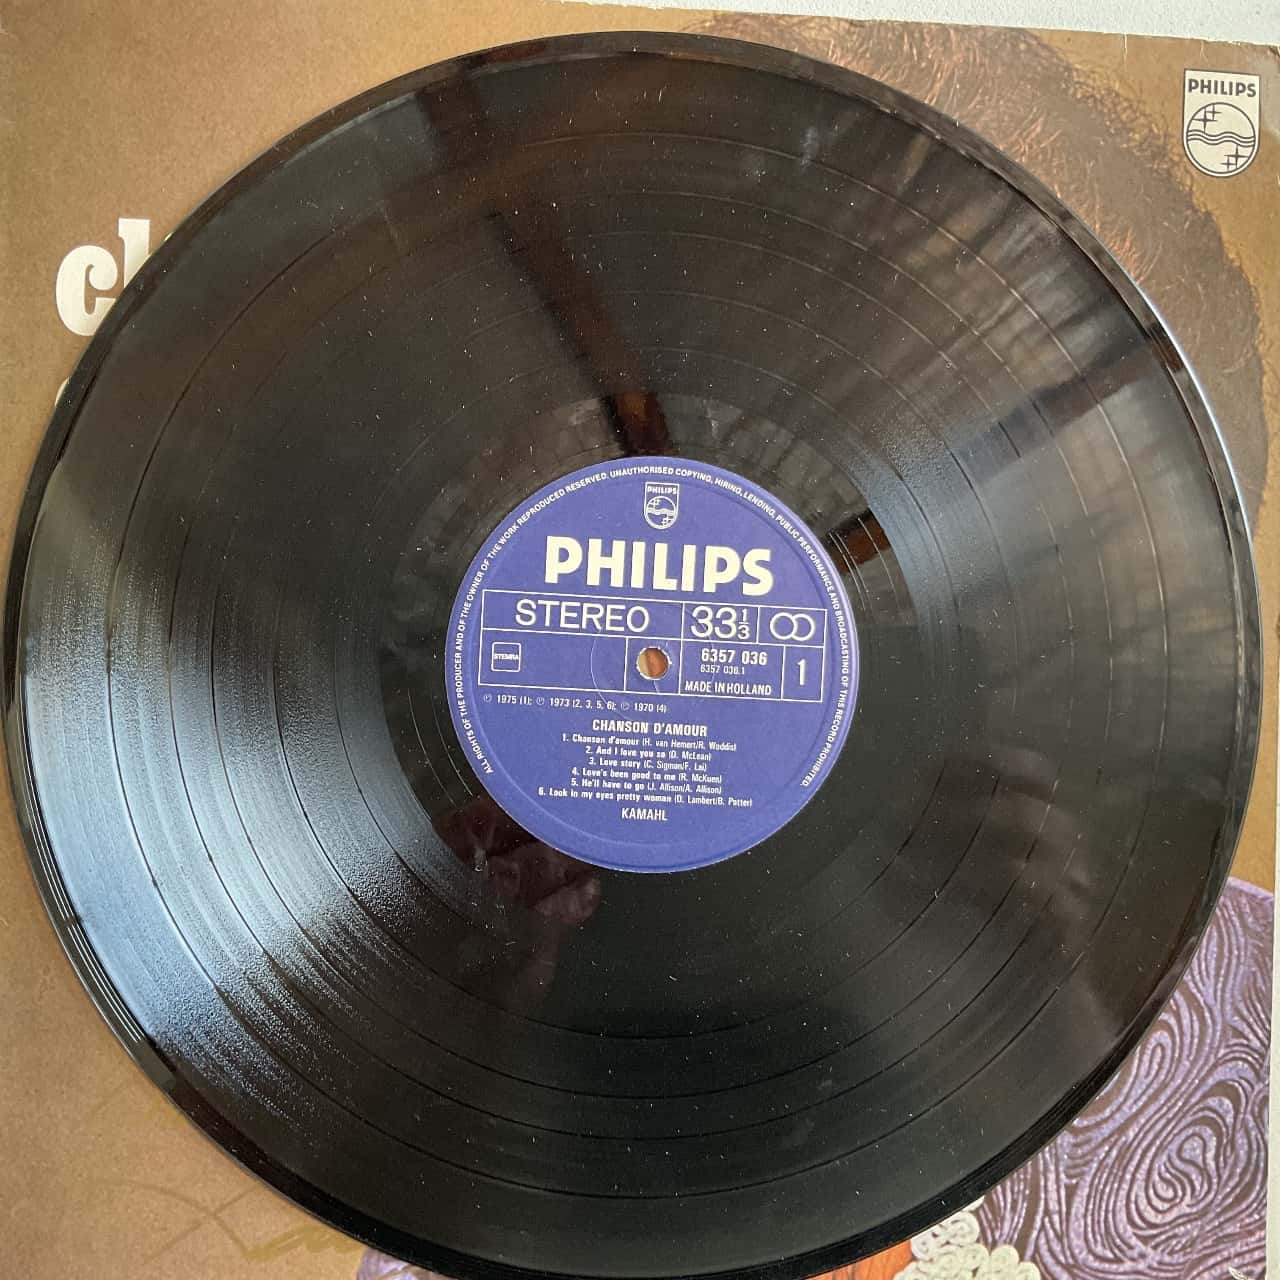 PHILIPS
ch
ALL RIGHTS OF THE PRODUCER AND OF THE OWNER OF THE WORK REPRODUCED RESERVED. UNAUTHORISED COPYING, HIRING, LENDING, PUBLIC PERFORMANCE AND BROADCASTING OF THIS RECORD PROHIBITED.
PHILIPS
PHILIPS
STEREO 33 1/3
STEMRA 6357 036 1
6357 036.1
MADE IN HOLLAND
℗ 1975 (1); ℗ 1973 (2, 3, 5, 6); ℗ 1970 (4)
CHANSON D'AMOUR
1. Chanson d'amour (H. van Hemert/R. Waddis)
2. And I love you so (D. McLean)
3. Love story (C. Sigman/F. Lai)
4. Love's been good to me (R. McKuen)
5. He'll have to go (J. Allison/A. Allison)
6. Look in my eyes pretty woman (D. Lambert/B. Potter)
KAMAHL